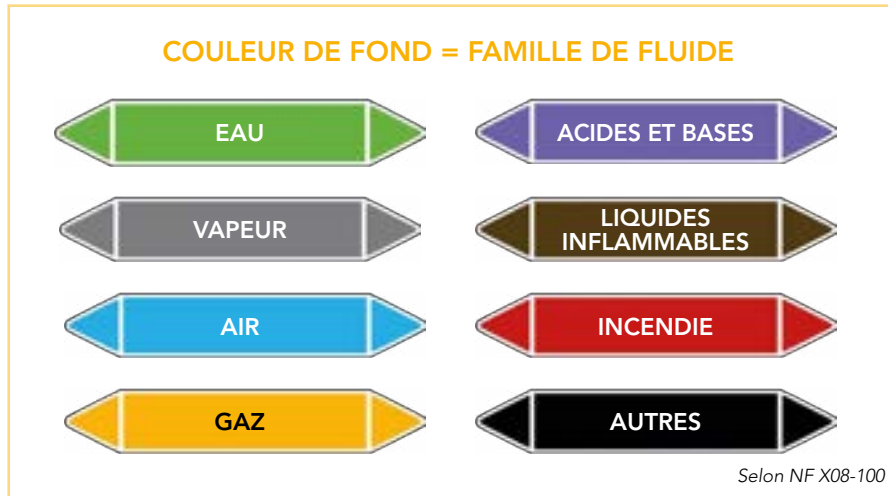 COULEUR DE FOND = FAMILLE DE FLUIDE
EAU
ACIDES ET BASES
VAPEUR
LIQUIDES
INFLAMMABLES
AIR
INCENDIE
GAZ
AUTRES
Selon NF X08-100